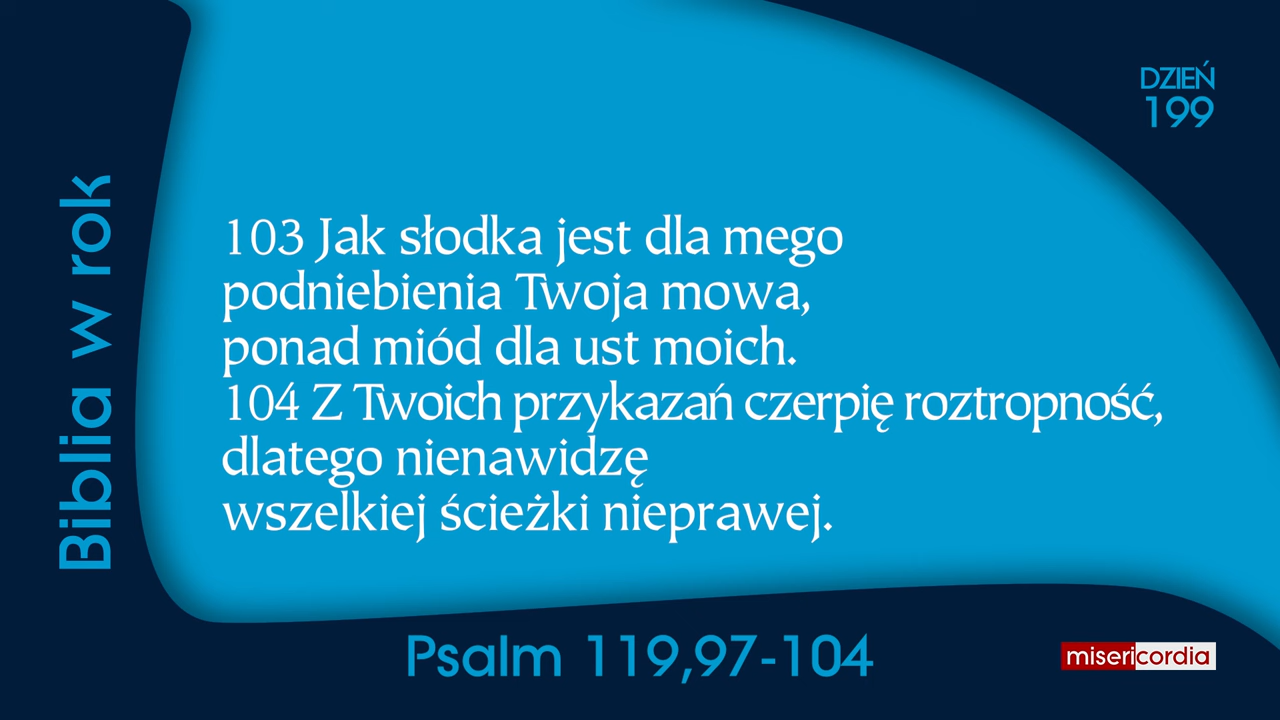 DZIEŃ
199
Biblia w rok
103 Jak słodka jest dla mego
podniebienia Twoja mowa,
ponad miód dla ust moich.
104 Z Twoich przykazań czerpię roztropność,
dlatego nienawidzę
wszelkiej ścieżki nieprawej.
Psalm 119,97-104
misericordia